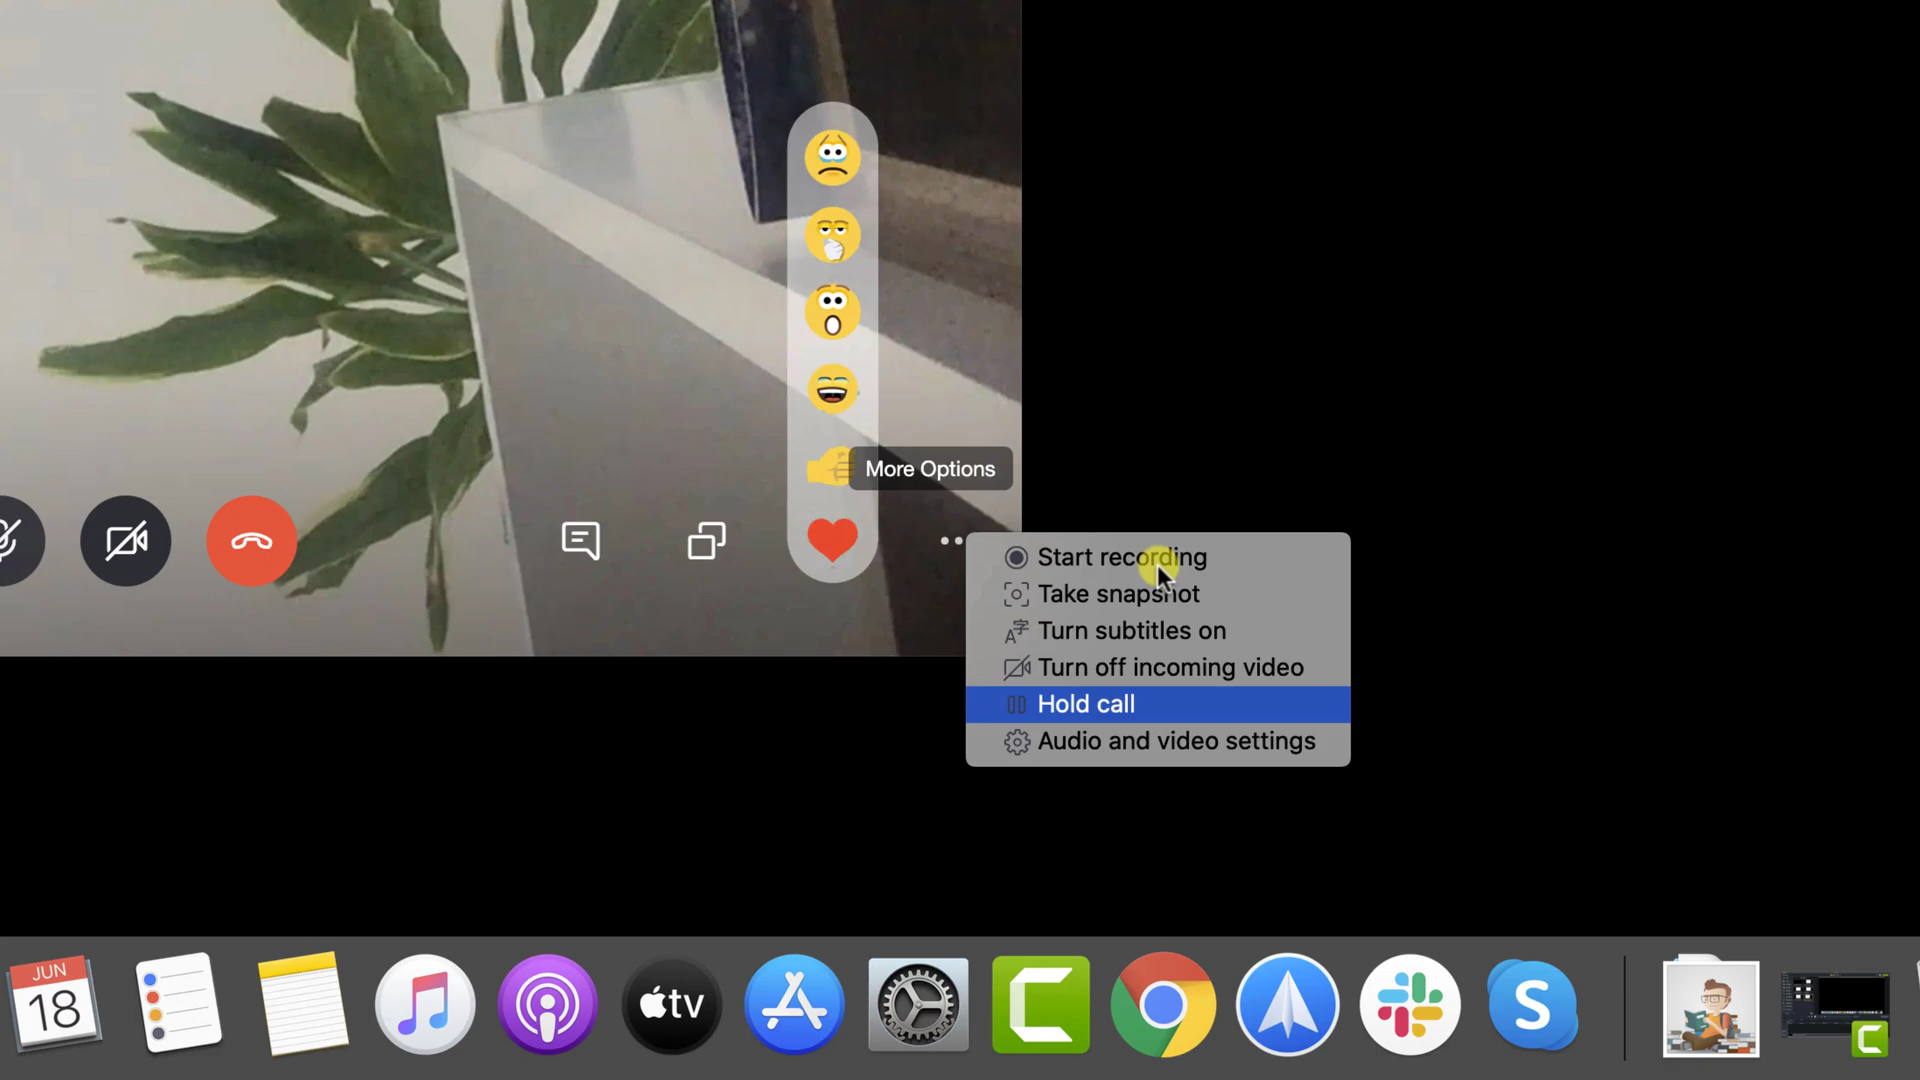 More Options
Start recording
Take snapshot
Turn subtitles on
Turn off incoming video
Hold call
Audio and video settings
JUN
18
tv
S